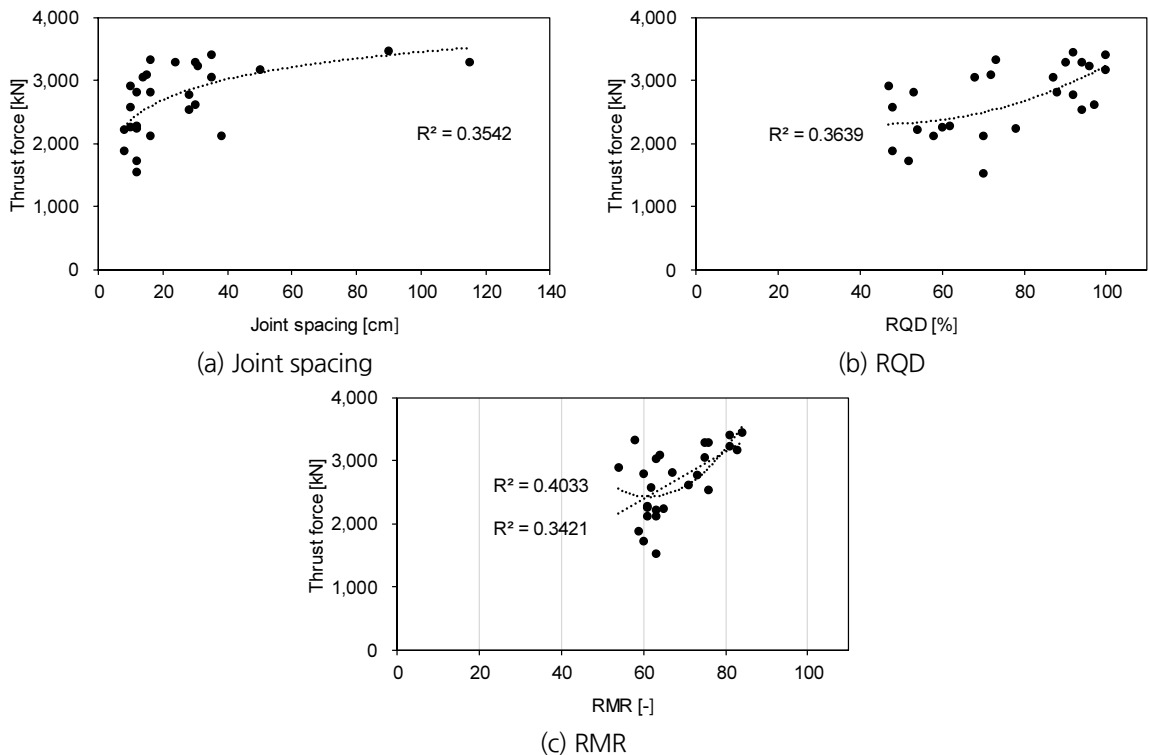 4,000
3,000
2,000
1,000
0
Thrust force [kN]
R² = 0.3542
0 20 40 60 80 100 120 140
Joint spacing [cm]
(a) Joint spacing
4,000
3,000
2,000
1,000
0
Thrust force [kN]
R² = 0.3639
0 20 40 60 80 100
RQD [%]
(b) RQD
4,000
3,000
2,000
1,000
0
Thrust force [kN]
R² = 0.4033
R² = 0.3421
0 20 40 60 80 100
RMR [-]
(c) RMR